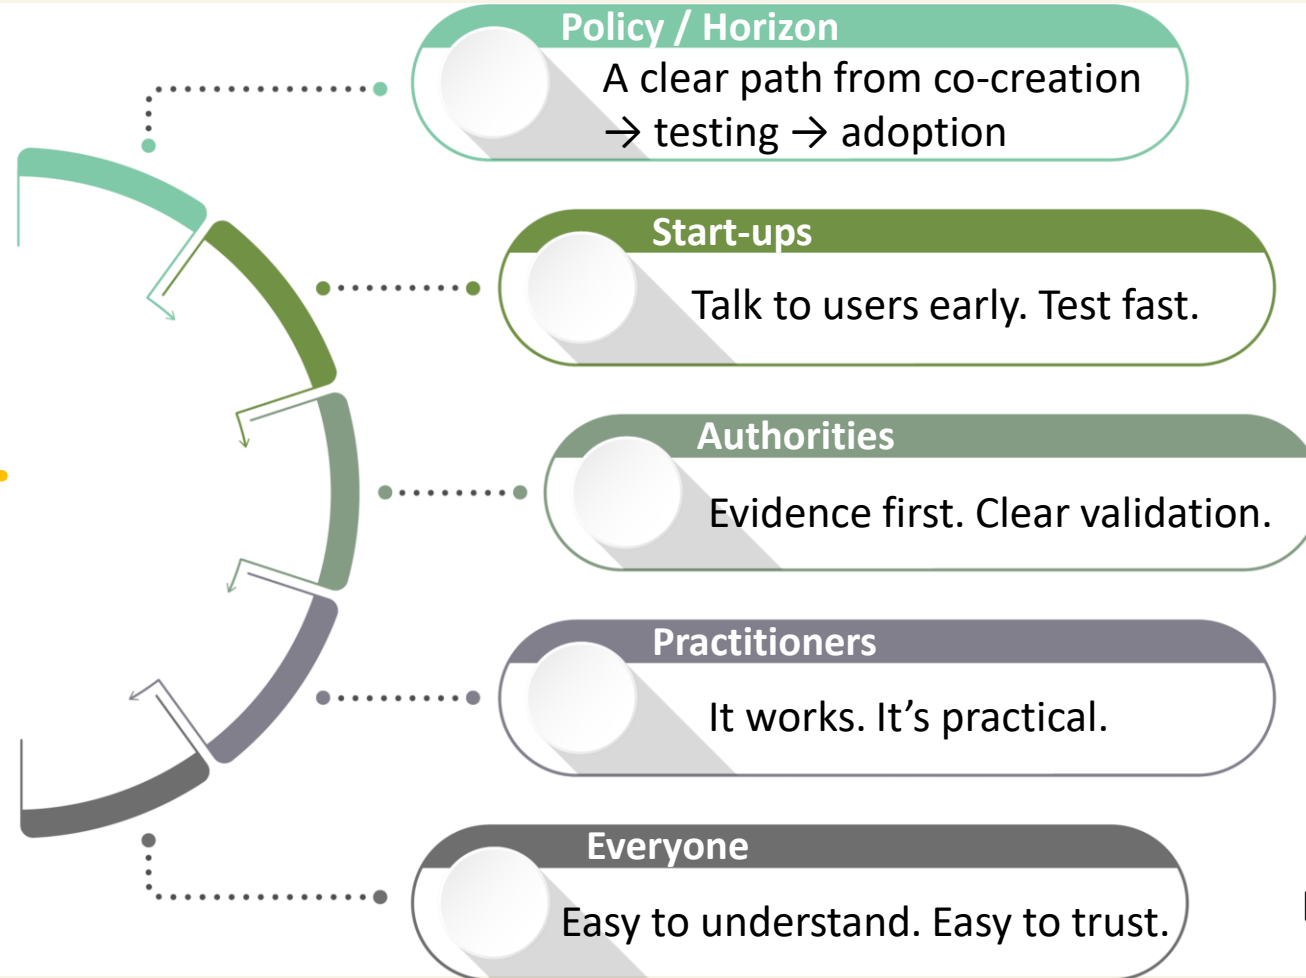 Policy / Horizon
A clear path from co-creation
→ testing → adoption
Start-ups
Talk to users early. Test fast.
Authorities
Evidence first. Clear validation.
Practitioners
It works. It’s practical.
Everyone
Easy to understand. Easy to trust.